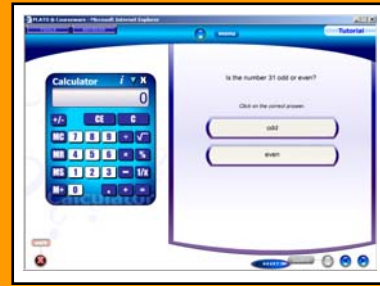 PLATO ® Courseware - Microsoft Internet Explorer
menu
Tutorial
Calculator i ▼ X
0
+/- CE C
MC 7 8 9 ÷ √
MR 4 5 6 × %
MS 1 2 3 - 1/X
M+ 0 . + =
Calculator
Is the number 31 odd or even?
Click on the correct answer.
odd
even